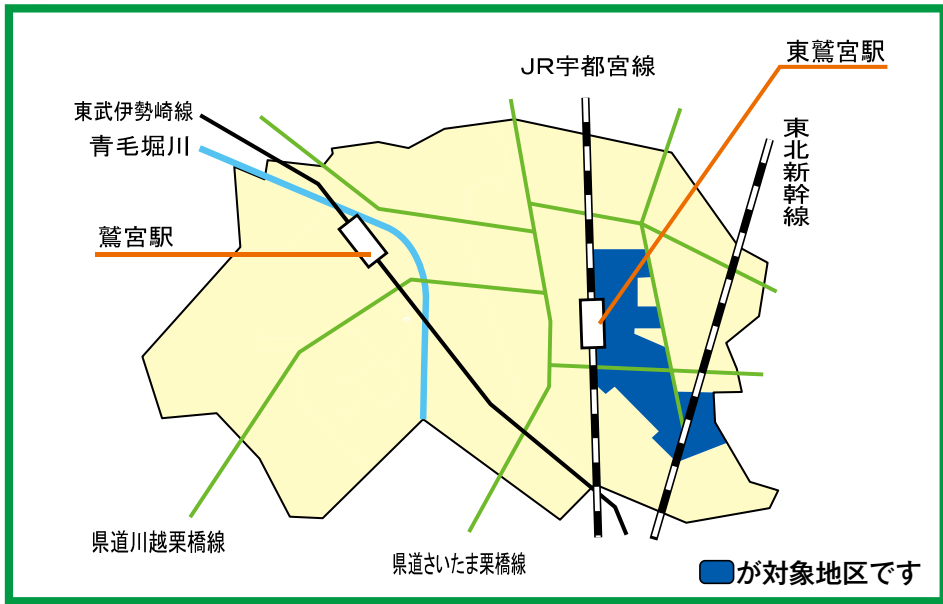 東鷲宮駅
JR宇都宮線
東武伊勢崎線
青毛堀川
東北新幹線
鷲宮駅
県道川越栗橋線
県道さいたま栗橋線
が対象地区です